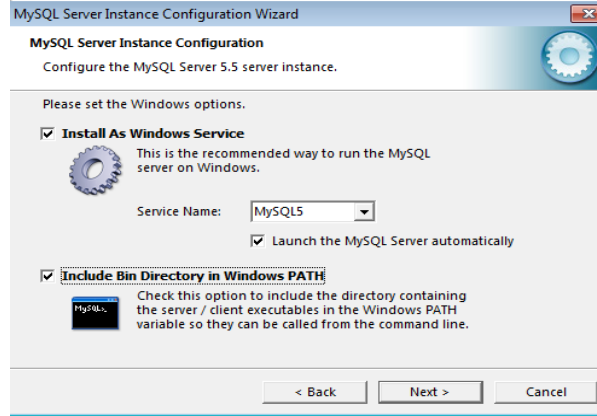 MySQL Server Instance Configuration Wizard
MySQL Server Instance Configuration
Configure the MySQL Server 5.5 server instance.
Please set the Windows options.
Install As Windows Service
This is the recommended way to run the MySQL
server on Windows.
Service Name: MySQL5
Launch the MySQL Server automatically
Include Bin Directory in Windows PATH
Check this option to include the directory containing
the server / client executables in the Windows PATH
variable so they can be called from the command line.
MySQL>_
< Back Next > Cancel